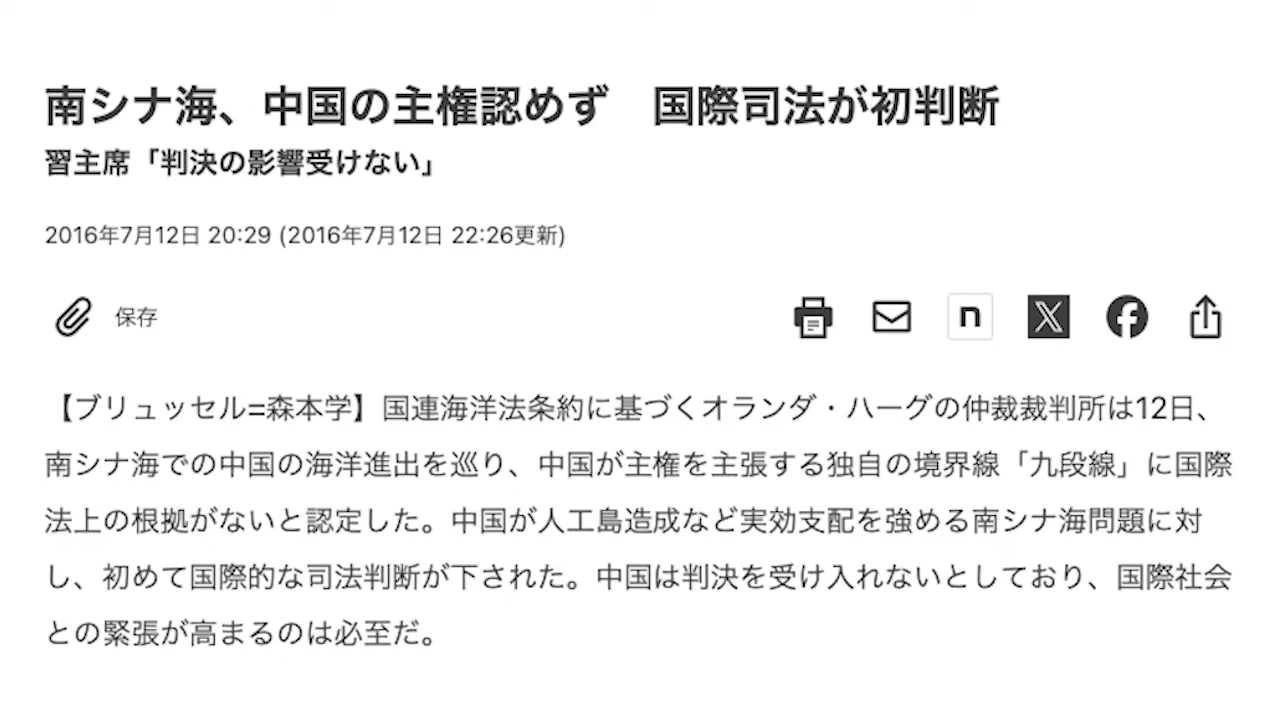 南シナ海、中国の主権認めず　国際司法が初判断
習主席「判決の影響受けない」
2016年7月12日 20:29 (2016年7月12日 22:26更新)
保存
n
【ブリュッセル=森本学】国連海洋法条約に基づくオランダ・ハーグの仲裁裁判所は12日、
南シナ海での中国の海洋進出を巡り、中国が主権を主張する独自の境界線「九段線」に国際
法上の根拠がないと認定した。中国が人工島造成など実効支配を強める南シナ海問題に対
し、初めて国際的な司法判断が下された。中国は判決を受け入れないとしており、国際社会
との緊張が高まるのは必至だ。